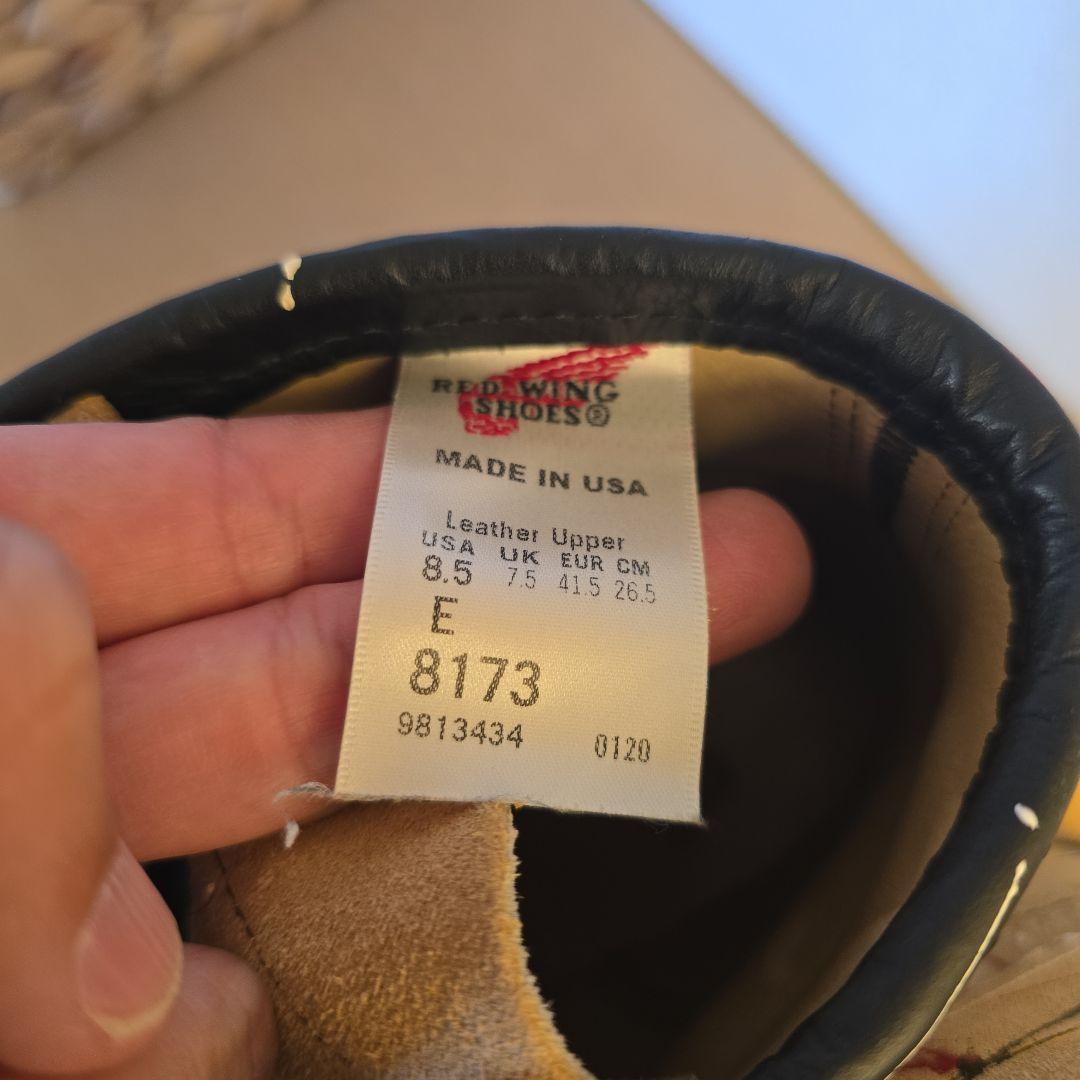 RED WING
SHOES®
MADE IN USA
Leather Upper
USA UK EUR CM
8.5 7.5 41.5 26.5
E
8173
9813434 0120